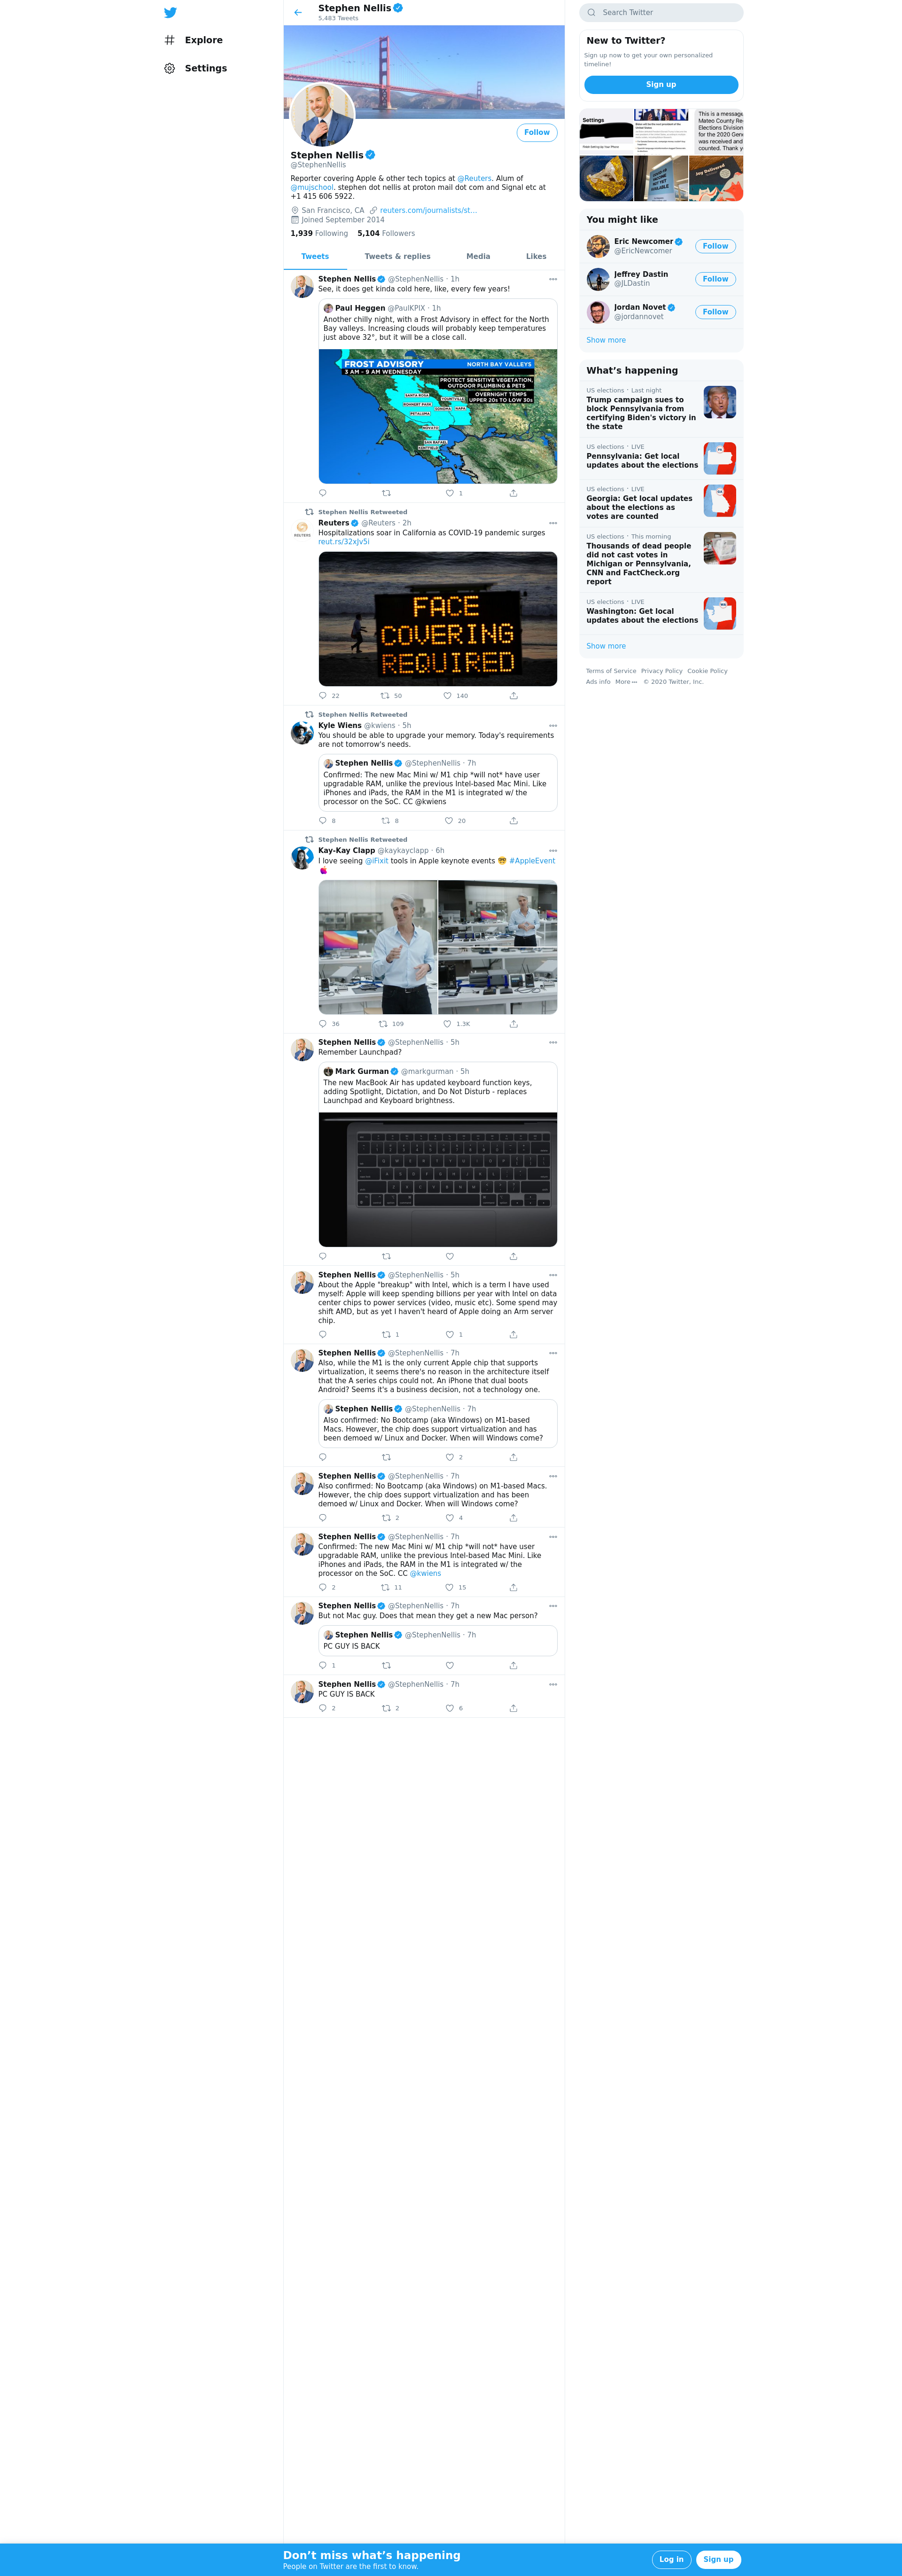 Explore
Settings
Stephen Nellis
5,483 Tweets
Follow
Stephen Nellis
@StephenNellis
Reporter covering Apple & other tech topics at @Reuters. Alum of
@mujschool. stephen dot nellis at proton mail dot com and Signal etc at
+1 415 606 5922.
San Francisco, CA reuters.com/journalists/st…
Joined September 2014
1,939 Following 5,104 Followers
Tweets Tweets & replies Media Likes
Stephen Nellis @StephenNellis · 1h
See, it does get kinda cold here, like, every few years!
Paul Heggen @PaulKPIX · 1h
Another chilly night, with a Frost Advisory in effect for the North
Bay valleys. Increasing clouds will probably keep temperatures
just above 32°, but it will be a close call.
FROST ADVISORY NORTH BAY VALLEYS
3 AM - 9 AM WEDNESDAY
PROTECT SENSITIVE VEGETATION,
OUTDOOR PLUMBING & PETS
OVERNIGHT TEMPS
UPPER 20s TO LOW 30s
SANTA ROSA
ROHNERT PARK
SONOMA
NAPA
PETALUMA
NOVATO
SAN RAFAEL
1
Stephen Nellis Retweeted
Reuters @Reuters · 2h
REUTERS
Hospitalizations soar in California as COVID-19 pandemic surges
reut.rs/32xJv5i
FACE
COVERING
REQUIRED
22 50 140
Stephen Nellis Retweeted
Kyle Wiens @kwiens · 5h
You should be able to upgrade your memory. Today's requirements
are not tomorrow's needs.
Stephen Nellis @StephenNellis · 7h
Confirmed: The new Mac Mini w/ M1 chip *will not* have user
upgradable RAM, unlike the previous Intel-based Mac Mini. Like
iPhones and iPads, the RAM in the M1 is integrated w/ the
processor on the SoC. CC @kwiens
8 8 20
Stephen Nellis Retweeted
Kay-Kay Clapp @kaykayclapp · 6h
I love seeing @iFixit tools in Apple keynote events 🤓 #AppleEvent
36 109 1.3K
Stephen Nellis @StephenNellis · 5h
Remember Launchpad?
Mark Gurman @markgurman · 5h
The new MacBook Air has updated keyboard function keys,
adding Spotlight, Dictation, and Do Not Disturb - replaces
Launchpad and Keyboard brightness.
Stephen Nellis @StephenNellis · 5h
About the Apple "breakup" with Intel, which is a term I have used
myself: Apple will keep spending billions per year with Intel on data
center chips to power services (video, music etc). Some spend may
shift AMD, but as yet I haven't heard of Apple doing an Arm server
chip.
1 1
Stephen Nellis @StephenNellis · 7h
Also, while the M1 is the only current Apple chip that supports
virtualization, it seems there's no reason in the architecture itself
that the A series chips could not. An iPhone that dual boots
Android? Seems it's a business decision, not a technology one.
Stephen Nellis @StephenNellis · 7h
Also confirmed: No Bootcamp (aka Windows) on M1-based
Macs. However, the chip does support virtualization and has
been demoed w/ Linux and Docker. When will Windows come?
2
Stephen Nellis @StephenNellis · 7h
Also confirmed: No Bootcamp (aka Windows) on M1-based Macs.
However, the chip does support virtualization and has been
demoed w/ Linux and Docker. When will Windows come?
2 4
Stephen Nellis @StephenNellis · 7h
Confirmed: The new Mac Mini w/ M1 chip *will not* have user
upgradable RAM, unlike the previous Intel-based Mac Mini. Like
iPhones and iPads, the RAM in the M1 is integrated w/ the
processor on the SoC. CC @kwiens
2 11 15
Stephen Nellis @StephenNellis · 7h
But not Mac guy. Does that mean they get a new Mac person?
Stephen Nellis @StephenNellis · 7h
PC GUY IS BACK
1
Stephen Nellis @StephenNellis · 7h
PC GUY IS BACK
2 2 6
Search Twitter
New to Twitter?
Sign up now to get your own personalized
timeline!
Sign up
Settings
This is a message
Mateo County Re
Elections Division
for the 2020 Gene
was received and
counted. Thank y
Joy Delivered
You might like
Eric Newcomer
@EricNewcomer
Follow
Jeffrey Dastin
@JLDastin
Follow
Jordan Novet
@jordannovet
Follow
Show more
What's happening
US elections · Last night
Trump campaign sues to
block Pennsylvania from
certifying Biden's victory in
the state
US elections · LIVE
Pennsylvania: Get local
updates about the elections
US elections · LIVE
Georgia: Get local updates
about the elections as
votes are counted
US elections · This morning
Thousands of dead people
did not cast votes in
Michigan or Pennsylvania,
CNN and FactCheck.org
report
US elections · LIVE
Washington: Get local
updates about the elections
Show more
Terms of Service Privacy Policy Cookie Policy
Ads info More ••• © 2020 Twitter, Inc.
Don't miss what's happening
People on Twitter are the first to know.
Log in
Sign up